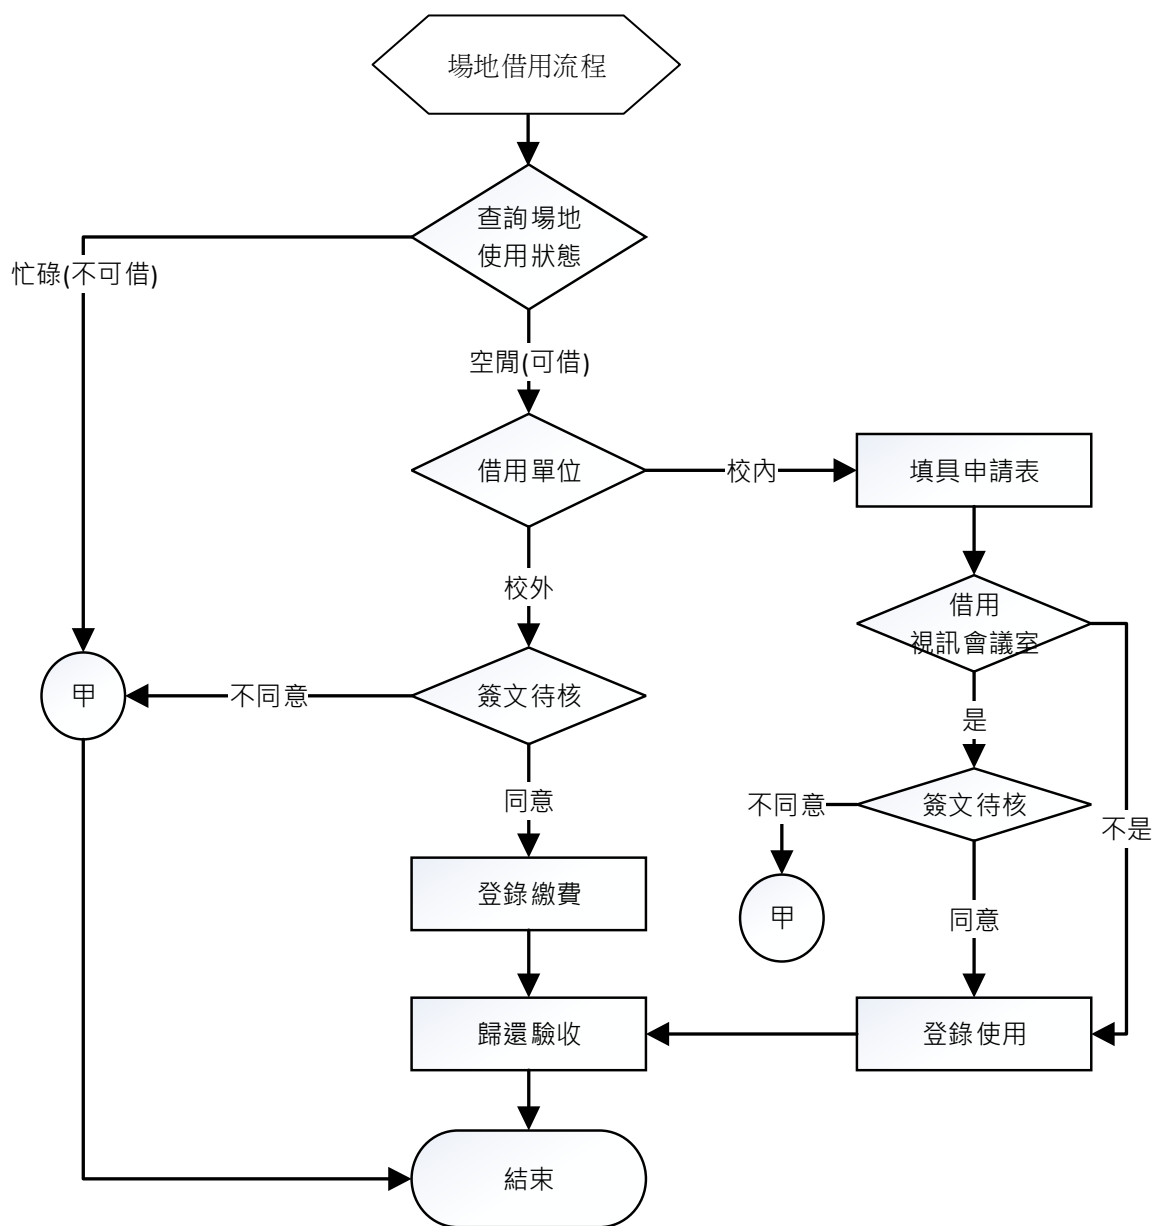 場地借用流程
查詢場地
使用狀態
忙碌(不可借)
空閒(可借)
借用單位
校內
填具申請表
校外
借用
視訊會議室
甲
不同意
簽文待核
是
同意
不同意
簽文待核
不是
登錄繳費
甲
同意
歸還驗收
登錄使用
結束